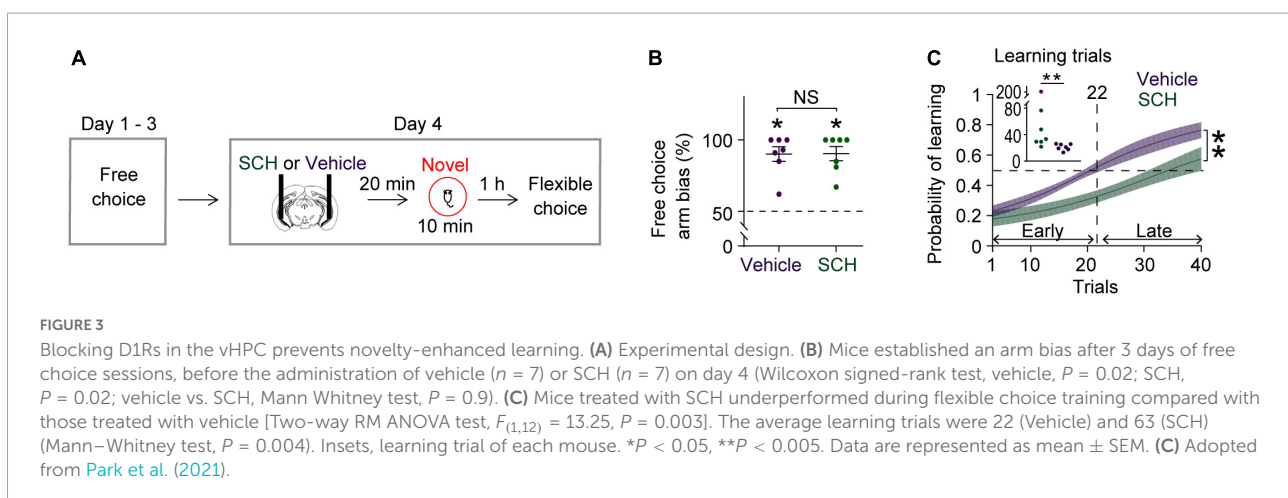 A
Day 1 - 3
Free
choice
Day 4
SCH or Vehicle
20 min
Novel
10 min
1 h
Flexible
choice
B
NS
* *
100
50
0
Free choice
arm bias (%)
Vehicle SCH
C
Learning trials
**
200
80
40
0
22
Vehicle
SCH
1
0.8
0.6
0.4
0.2
0
Probability of learning
**
Early Late
1 10 20 30 40
Trials
FIGURE 3
Blocking D1Rs in the vHPC prevents novelty-enhanced learning. (A) Experimental design. (B) Mice established an arm bias after 3 days of free
choice sessions, before the administration of vehicle (n = 7) or SCH (n = 7) on day 4 (Wilcoxon signed-rank test, vehicle, P = 0.02; SCH,
P = 0.02; vehicle vs. SCH, Mann Whitney test, P = 0.9). (C) Mice treated with SCH underperformed during flexible choice training compared with
those treated with vehicle [Two-way RM ANOVA test, F(1,12) = 13.25, P = 0.003]. The average learning trials were 22 (Vehicle) and 63 (SCH)
(Mann–Whitney test, P = 0.004). Insets, learning trial of each mouse. *P < 0.05, **P < 0.005. Data are represented as mean ± SEM. (C) Adopted
from Park et al. (2021).